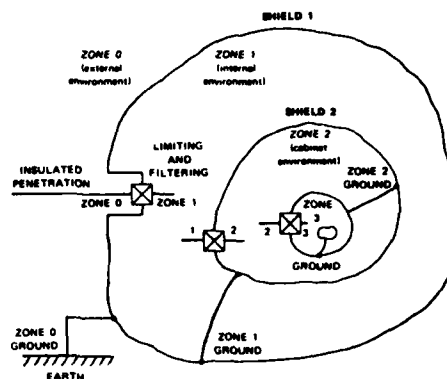 SHIELD 1
ZONE 0
(external
environment)
ZONE 1
(internal
environment)
SHIELD 2
ZONE 2
(cabinet
environment)
LIMITING
AND
FILTERING
INSULATED
PENETRATION
ZONE 0
ZONE 1
ZONE 2
GROUND
ZONE
3
2
3
1
2
GROUND
ZONE 0
GROUND
ZONE 1
GROUND
EARTH